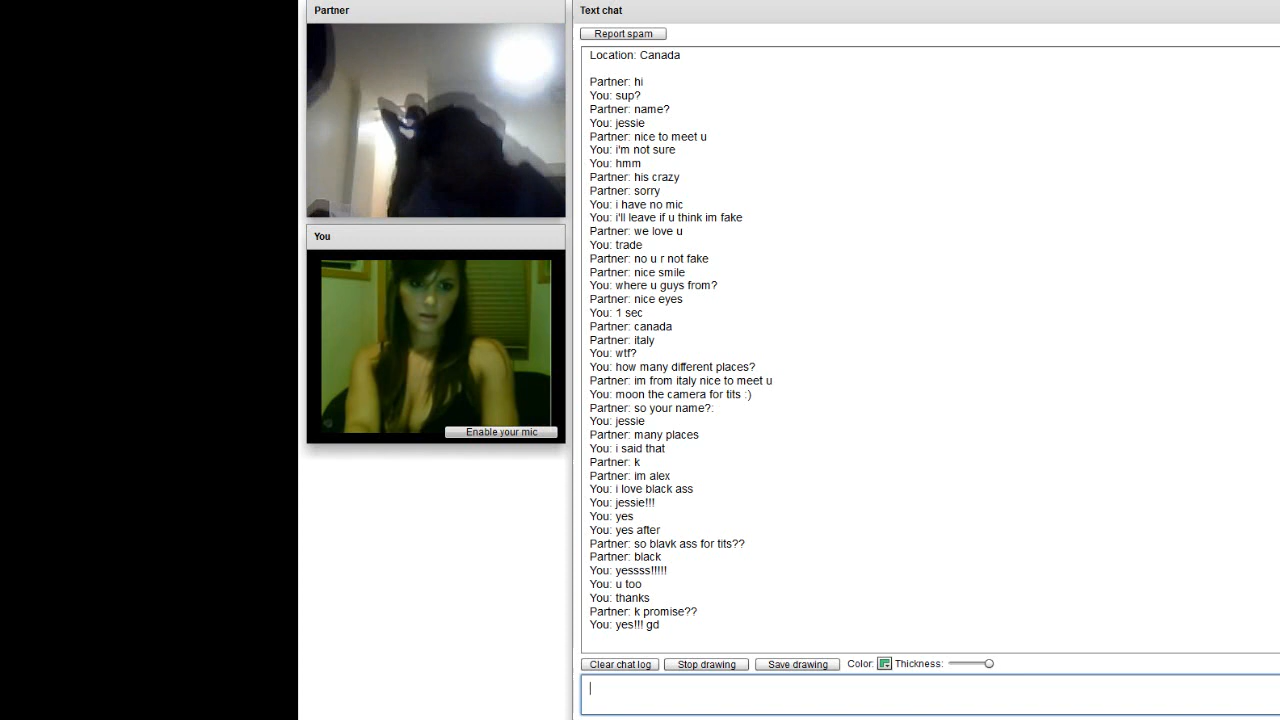 Partner
Text chat
Report spam
Location: Canada
Partner: hi
You: sup?
Partner: name?
You: jessie
Partner: nice to meet u
You: i'm not sure
You: hmm
Partner: his crazy
Partner: sorry
You: i have no mic
You: i'll leave if u think im fake
Partner: we love u
You: trade
Partner: no u r not fake
Partner: nice smile
You: where u guys from?
Partner: nice eyes
You: 1 sec
Partner: canada
Partner: italy
You: wtf?
You: how many different places?
Partner: im from italy nice to meet u
You: moon the camera for tits :)
Partner: so your name?:
You: jessie
Partner: many places
You: i said that
Partner: k
Partner: im alex
You: i love black ass
You: jessie!!!
You: yes
You: yes after
Partner: so blavk ass for tits??
Partner: black
You: yessss!!!!!
You: u too
You: thanks
Partner: k promise??
You: yes!!! gd
You
Enable your mic
Clear chat log
Stop drawing
Save drawing
Color:
Thickness: